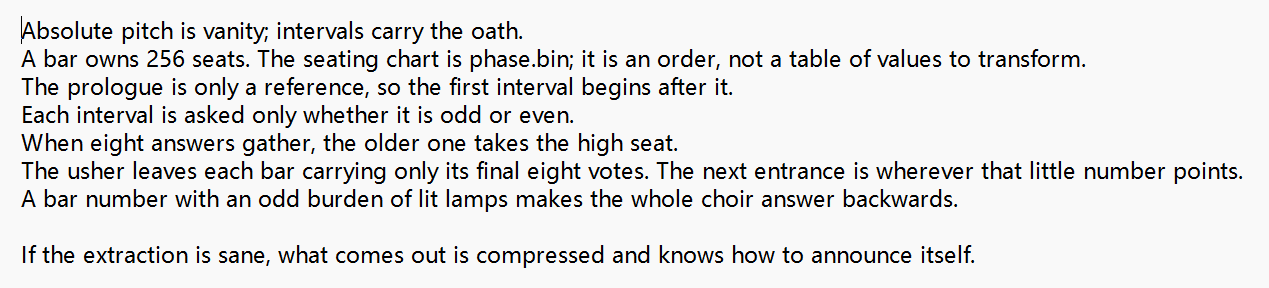 Absolute pitch is vanity; intervals carry the oath.
A bar owns 256 seats. The seating chart is phase.bin; it is an order, not a table of values to transform.
The prologue is only a reference, so the first interval begins after it.
Each interval is asked only whether it is odd or even.
When eight answers gather, the older one takes the high seat.
The usher leaves each bar carrying only its final eight votes. The next entrance is wherever that little number points.
A bar number with an odd burden of lit lamps makes the whole choir answer backwards.

If the extraction is sane, what comes out is compressed and knows how to announce itself.